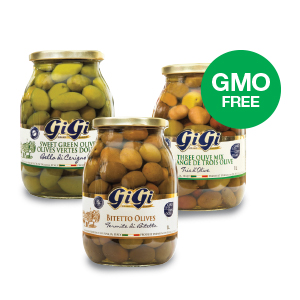 GMO
FREE
GiGi
SWEET GREEN OLIVES
OLIVES VERTES DOUCES
Bella di Cerignola
GiGi
THREE OLIVE MIX
MÉLANGE DE TROIS OLIVES
Tris d'Olive
GiGi
BITETTO OLIVES
Termite di Bitetto